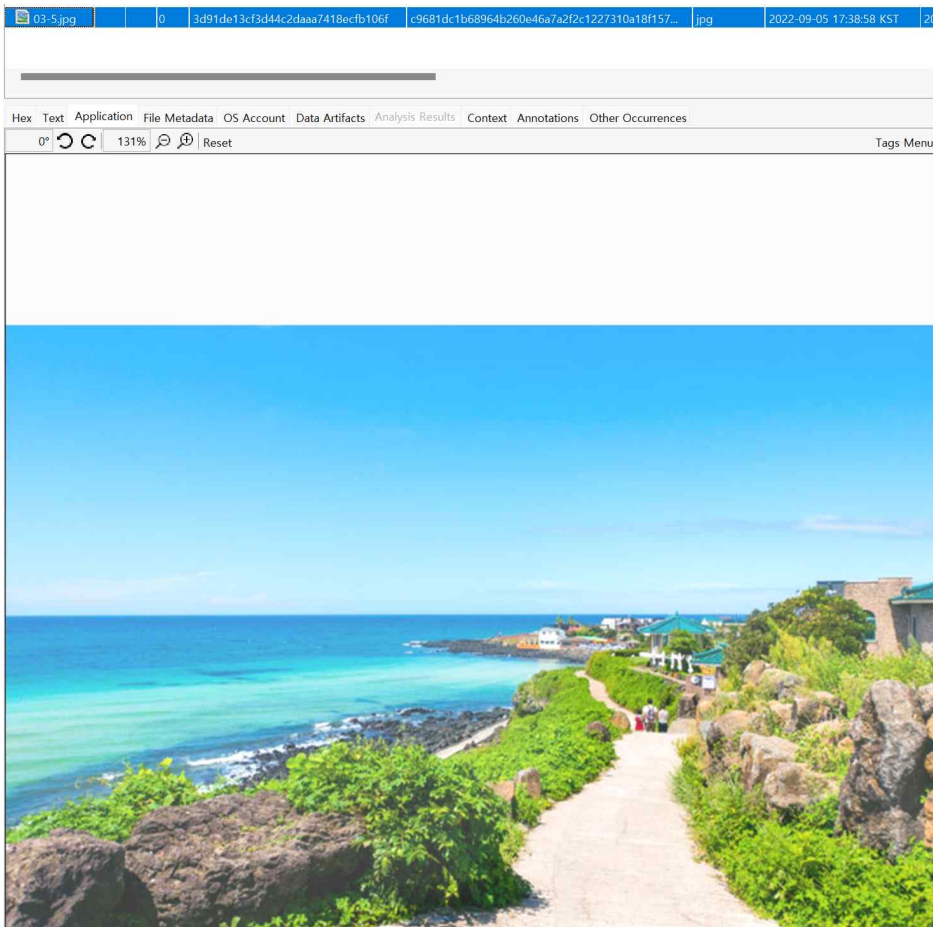 03-5.jpg 0 3d91de13cf3d44c2daaa7418ecfb106f c9681dc1b68964b260e46a7a2f2c1227310a18f157... jpg 2022-09-05 17:38:58 KST 20
Hex Text Application File Metadata OS Account Data Artifacts Analysis Results Context Annotations Other Occurrences
0° 131% Reset Tags Menu